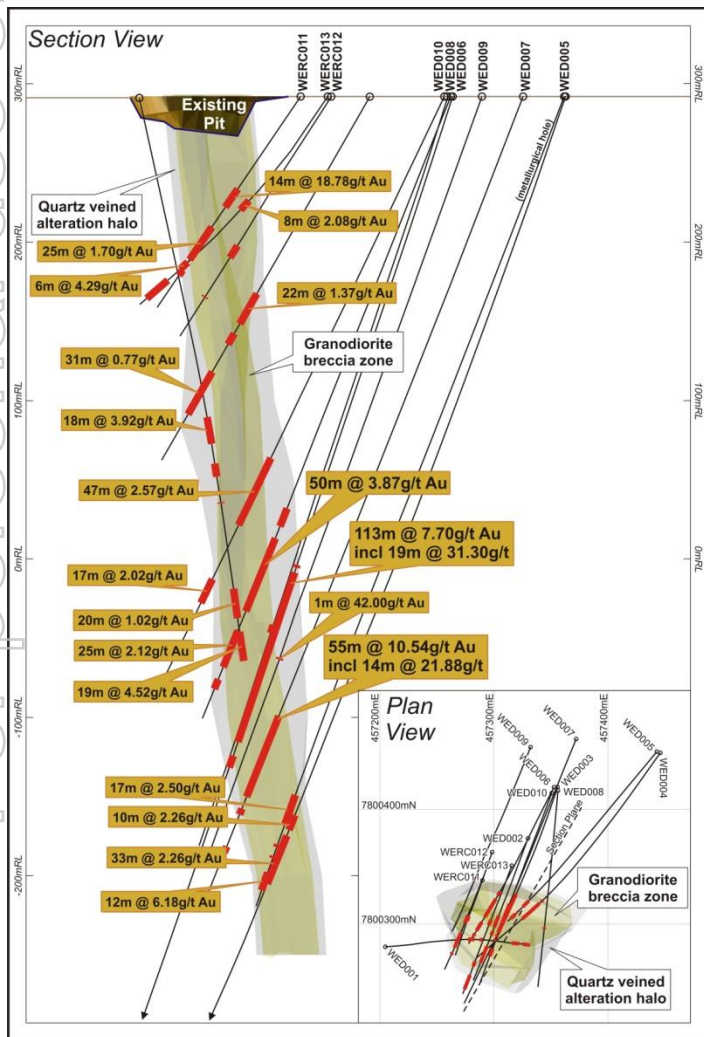 Section View
WERC011
WERC013
WERC012
WED010
WED008
WED006
WED009
WED007
WED005
300mRL
300mRL
Existing
Pit
(metallurgical hole)
14m @ 18.78g/t Au
Quartz veined
alteration halo
8m @ 2.08g/t Au
200mRL
200mRL
25m @ 1.70g/t Au
6m @ 4.29g/t Au
22m @ 1.37g/t Au
Granodiorite
breccia zone
31m @ 0.77g/t Au
100mRL
100mRL
18m @ 3.92g/t Au
47m @ 2.57g/t Au
50m @ 3.87g/t Au
113m @ 7.70g/t Au
incl 19m @ 31.30g/t
0mRL
0mRL
17m @ 2.02g/t Au
1m @ 42.00g/t Au
20m @ 1.02g/t Au
25m @ 2.12g/t Au
55m @ 10.54g/t Au
incl 14m @ 21.88g/t
19m @ 4.52g/t Au
-100mRL
17m @ 2.50g/t Au
10m @ 2.26g/t Au
33m @ 2.26g/t Au
-200mRL
12m @ 6.18g/t Au
Plan
View
457200mE
457300mE
457400mE
WED009
WED007
WED005
WED004
WED006
WED003
WED010
WED008
7800400mN
WED002
Section Plane
WERC012
WERC013
WERC011
Granodiorite
breccia zone
7800300mN
WED001
Quartz veined
alteration halo